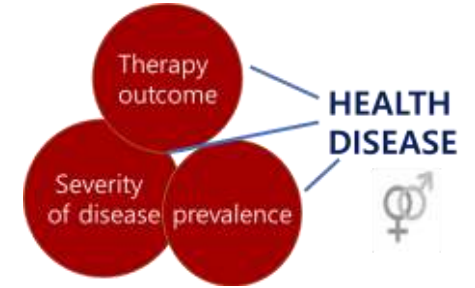 Therapy
outcome
HEALTH
DISEASE
Severity
of disease
prevalence